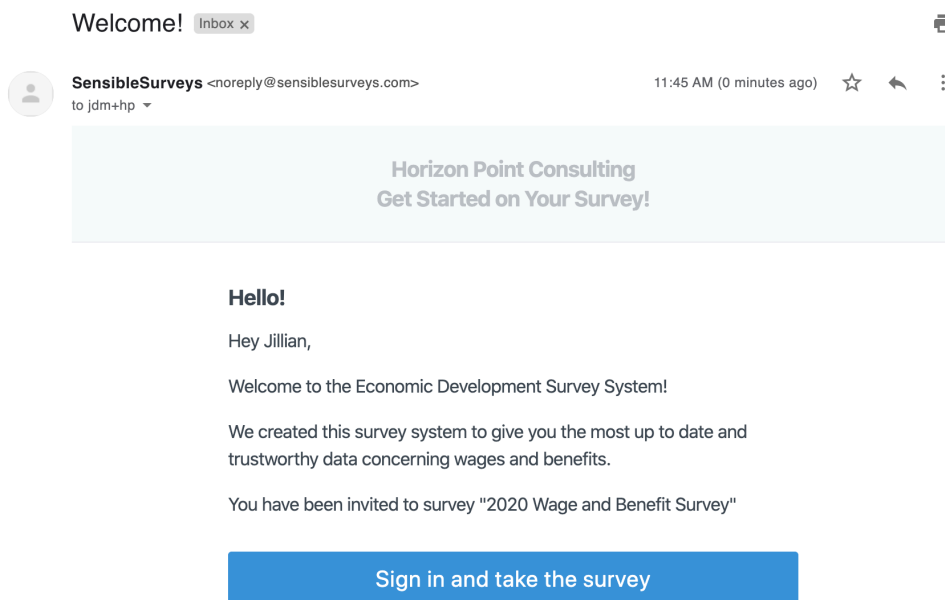 Welcome! Inbox ×
SensibleSurveys <noreply@sensiblesurveys.com> 11:45 AM (0 minutes ago)
to jdm+hp
Horizon Point Consulting
Get Started on Your Survey!
Hello!
Hey Jillian,
Welcome to the Economic Development Survey System!
We created this survey system to give you the most up to date and
trustworthy data concerning wages and benefits.
You have been invited to survey "2020 Wage and Benefit Survey"
Sign in and take the survey